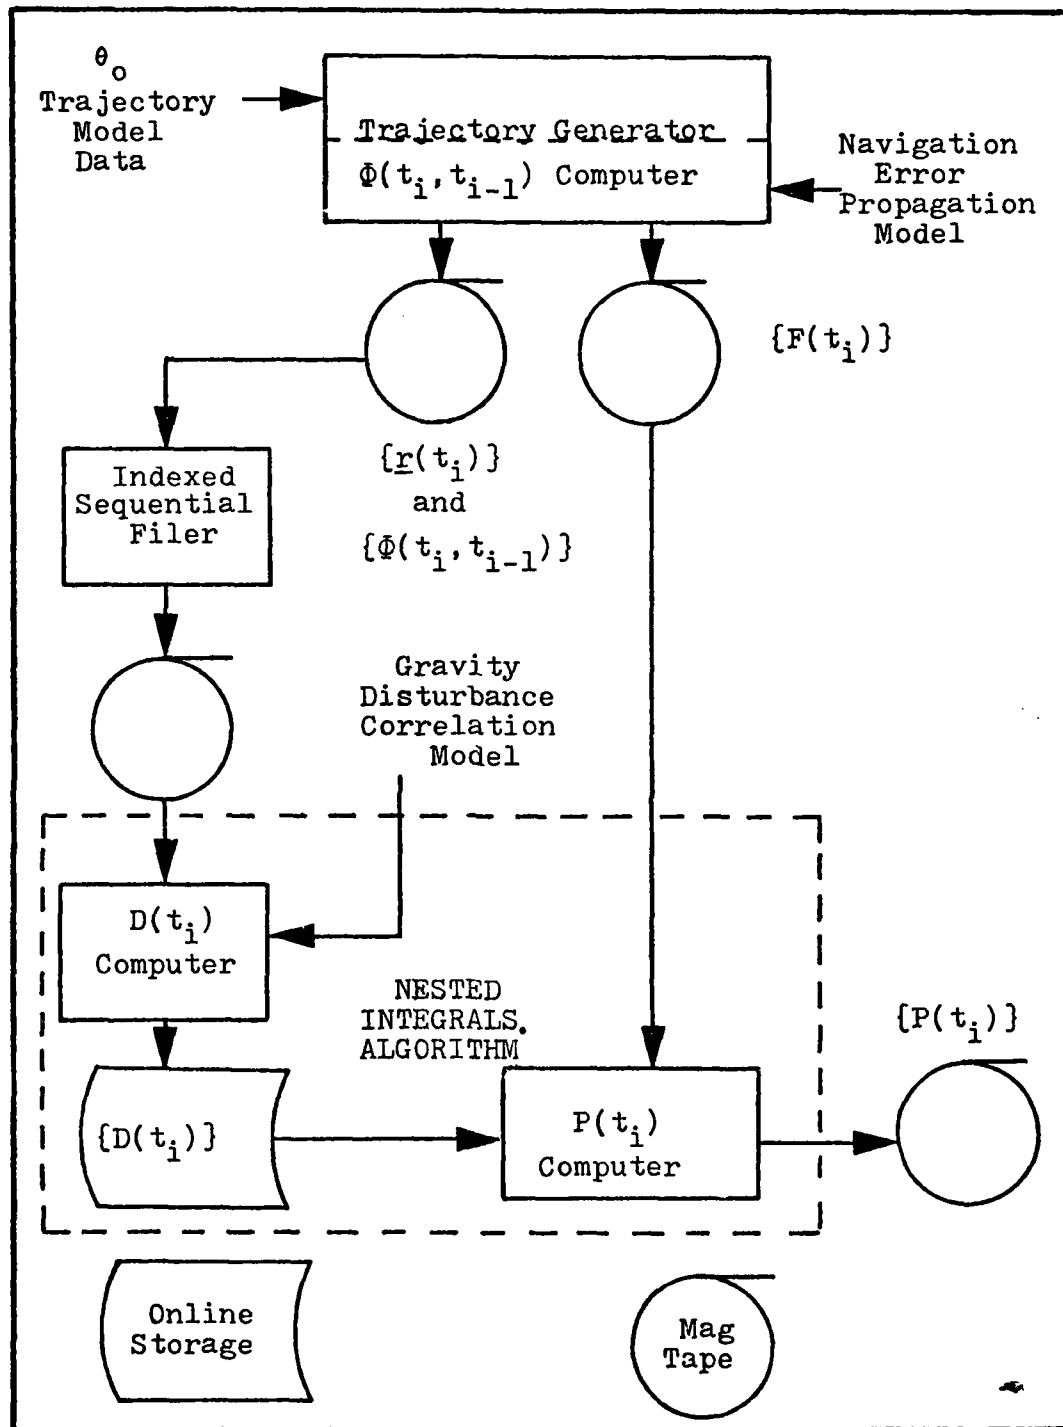 θo
Trajectory
Model
Data
Trajectory Generator
Φ(ti,ti-1) Computer
Navigation
Error
Propagation
Model
{F(ti)}
{r(ti)}
and
{Φ(ti,ti-1)}
Indexed
Sequential
Filer
Gravity
Disturbance
Correlation
Model
D(ti)
Computer
NESTED
INTEGRALS.
ALGORITHM
{P(ti)}
{D(ti)}
P(ti)
Computer
Online
Storage
Mag
Tape